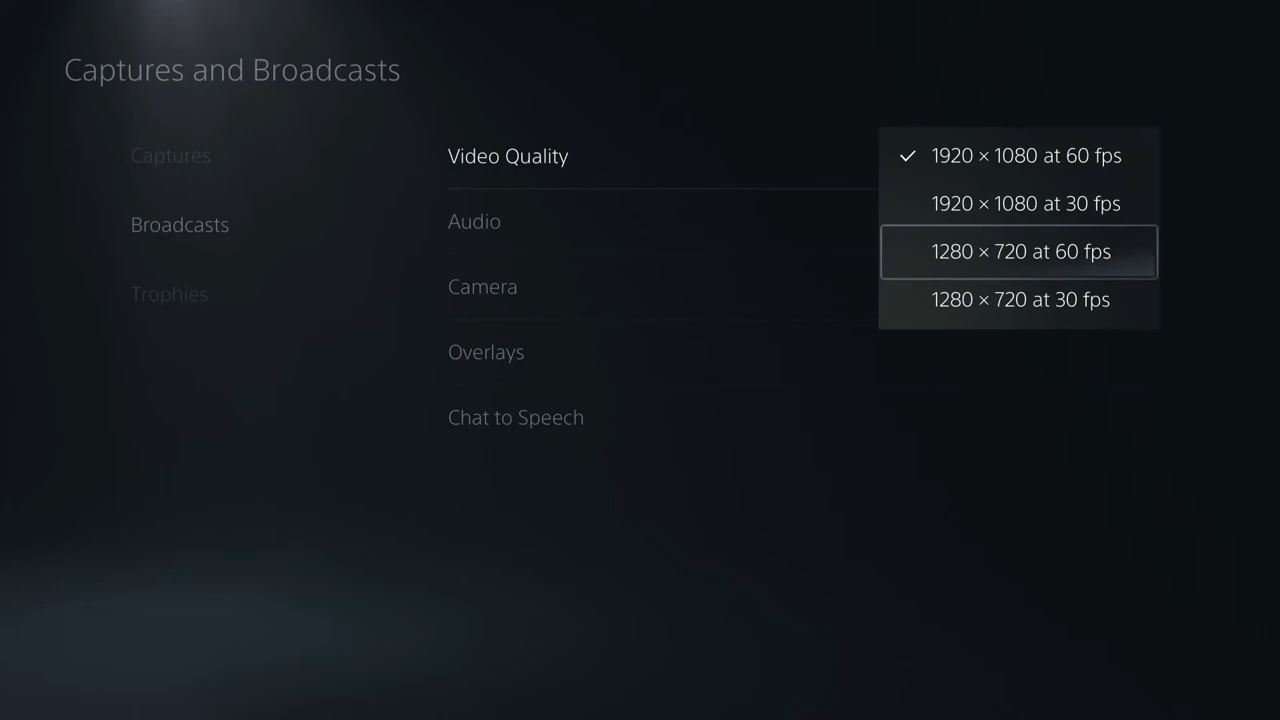 Captures and Broadcasts
Captures
Broadcasts
Trophies
Video Quality
Audio
Camera
Overlays
Chat to Speech
1920 × 1080 at 60 fps
1920 × 1080 at 30 fps
1280 × 720 at 60 fps
1280 × 720 at 30 fps